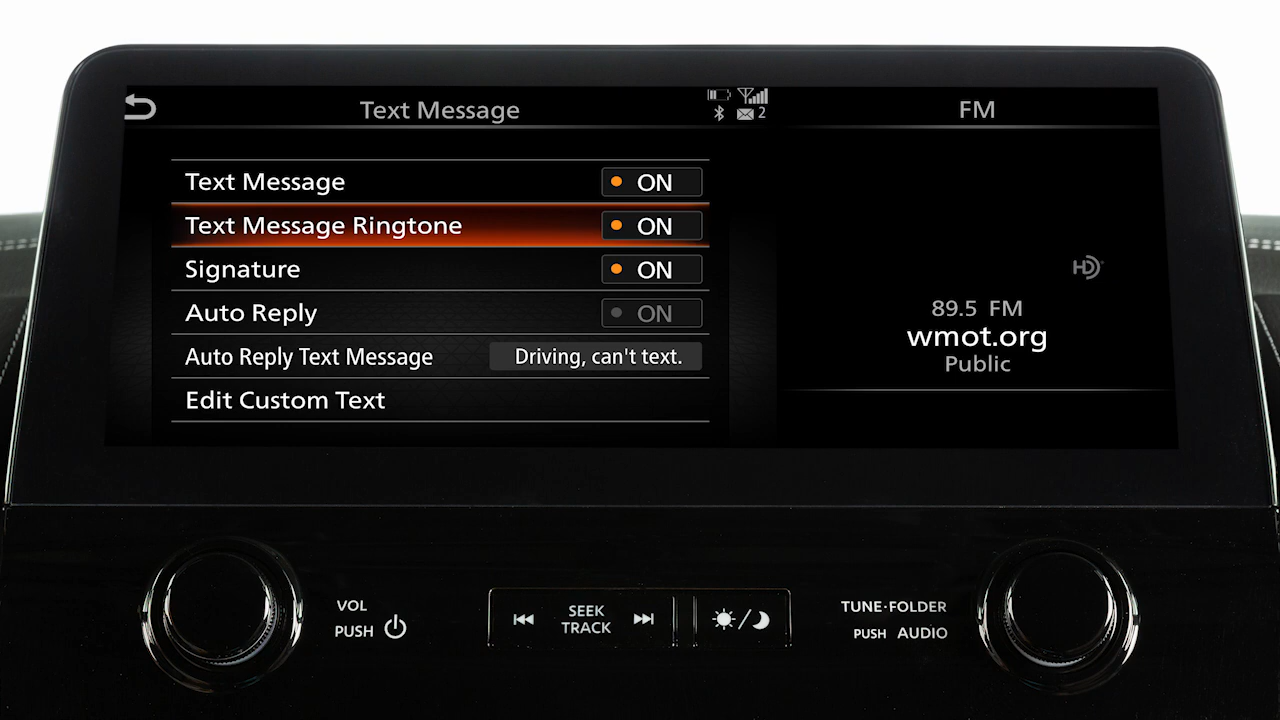 Text Message
2
FM
Text Message ON
Text Message Ringtone ON
Signature ON
Auto Reply ON
Auto Reply Text Message Driving, can't text.
Edit Custom Text
HD
89.5 FM
wmot.org
Public
VOL
PUSH
SEEK
TRACK
TUNE·FOLDER
PUSH AUDIO